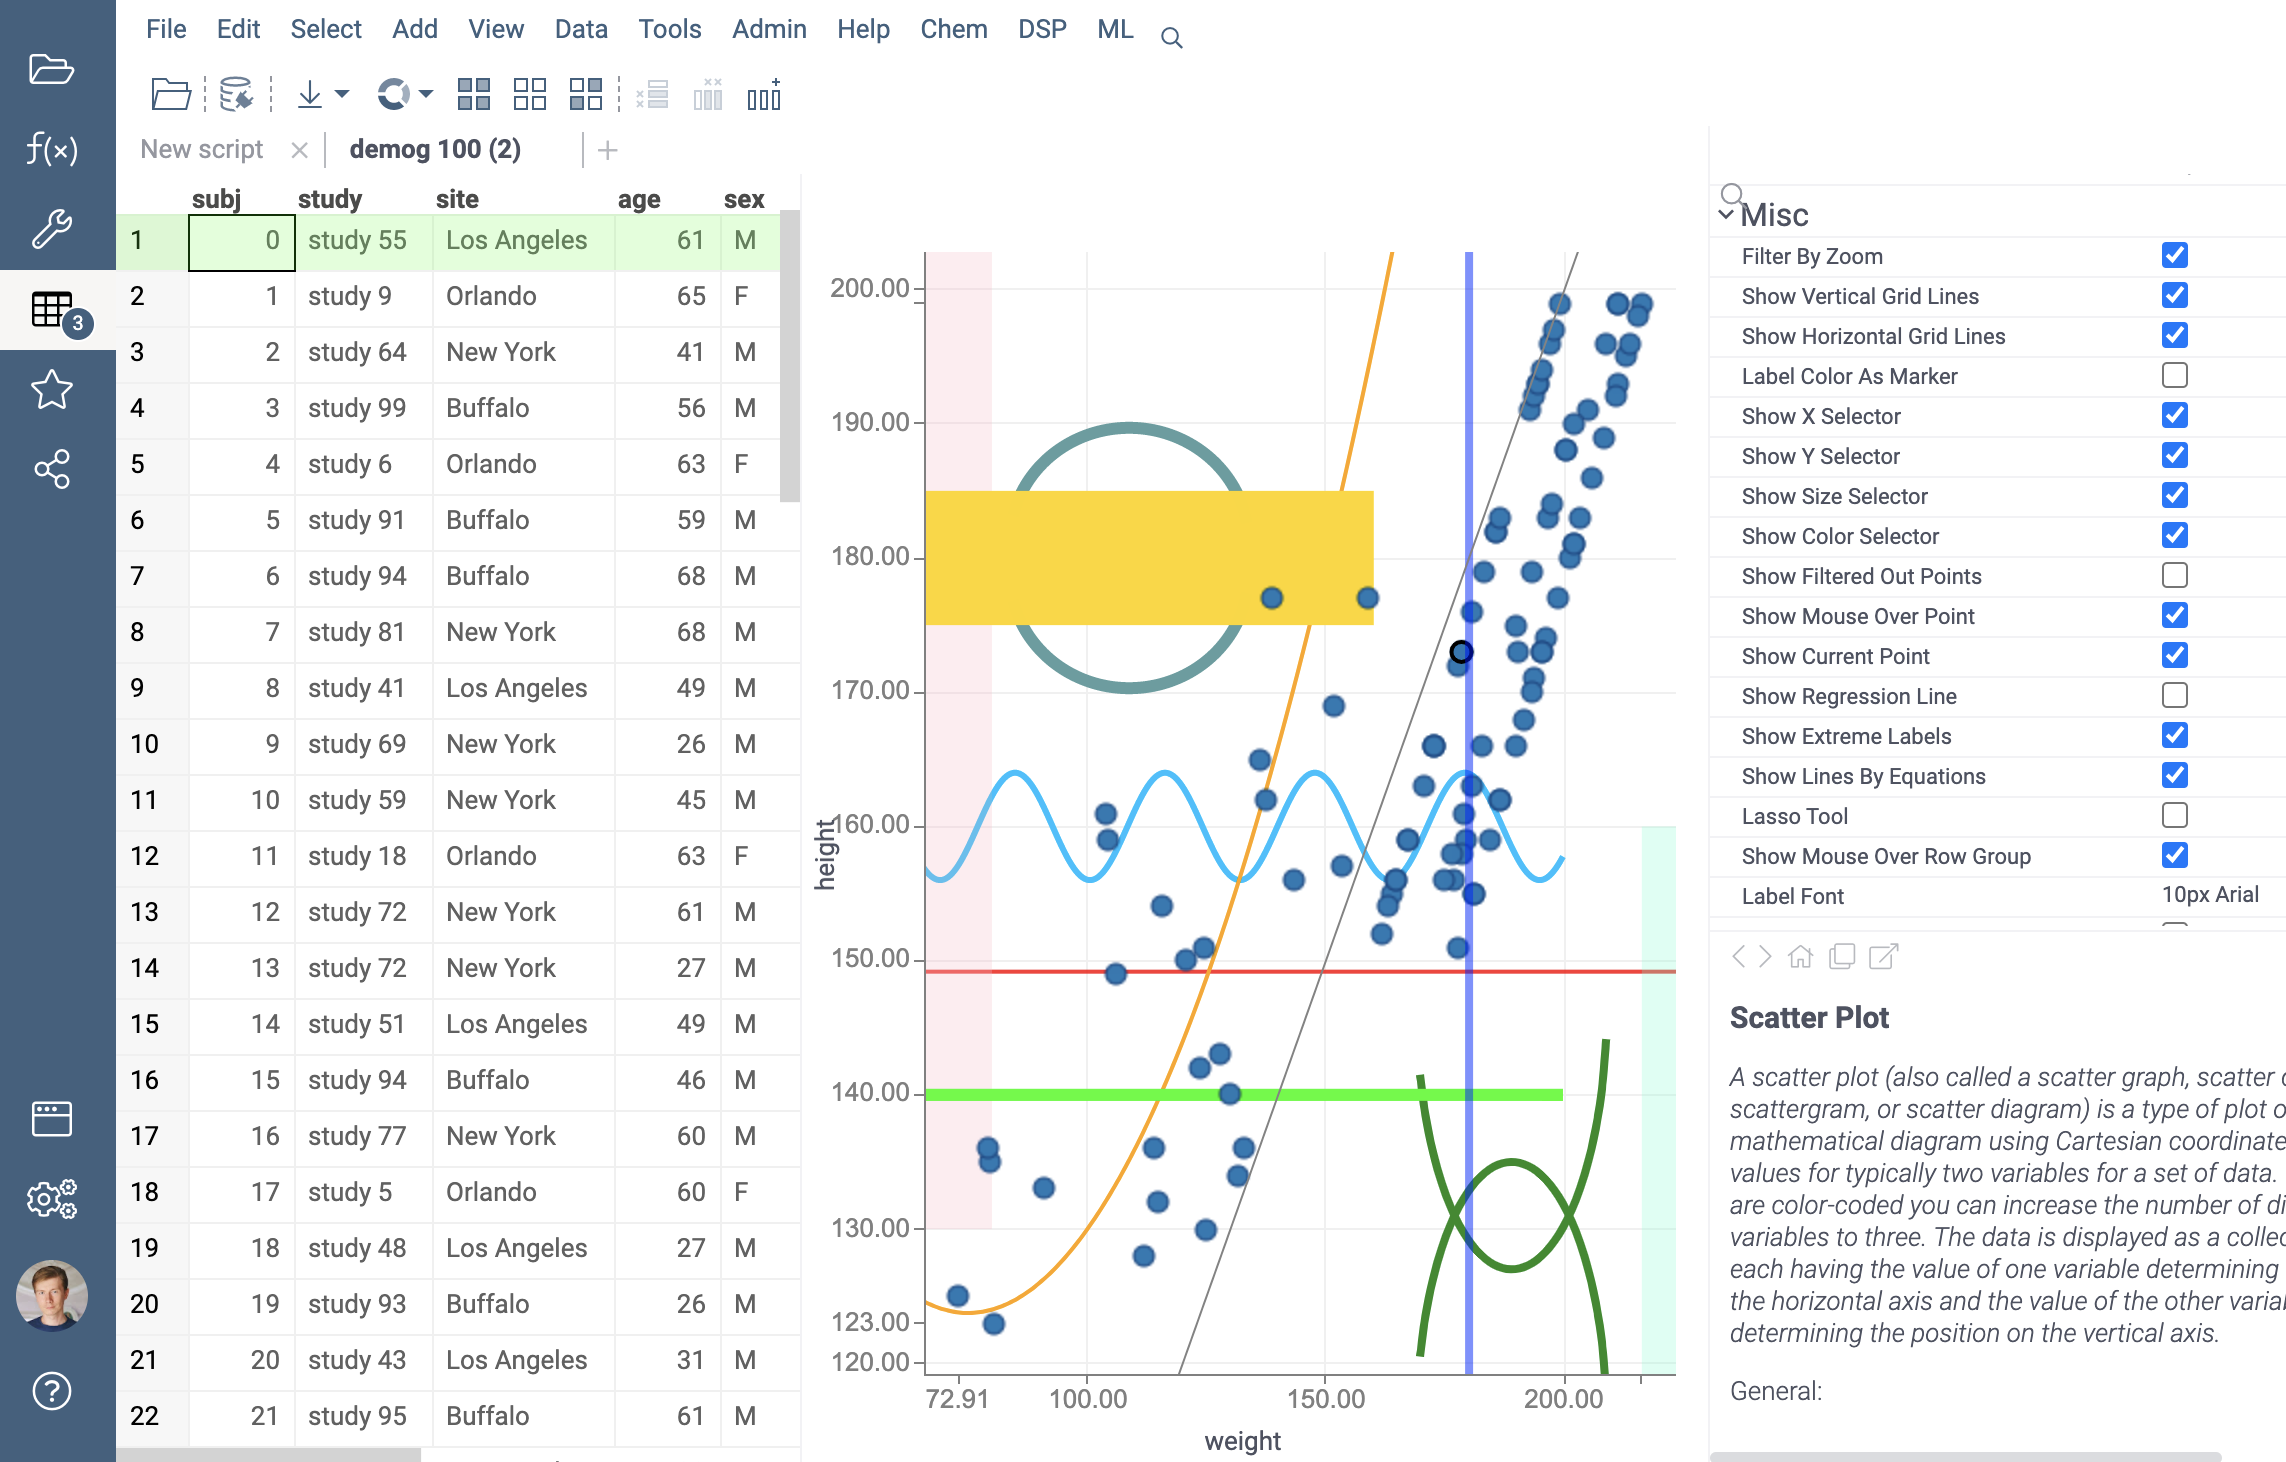 File Edit Select Add View Data Tools Admin Help Chem DSP ML
f(x)
New script × demog 100 (2) +
3
subj study site age sex
1 0 study 55 Los Angeles 61 M
2 1 study 9 Orlando 65 F
3 2 study 64 New York 41 M
4 3 study 99 Buffalo 56 M
5 4 study 6 Orlando 63 F
6 5 study 91 Buffalo 59 M
7 6 study 94 Buffalo 68 M
8 7 study 81 New York 68 M
9 8 study 41 Los Angeles 49 M
10 9 study 69 New York 26 M
11 10 study 59 New York 45 M
12 11 study 18 Orlando 63 F
13 12 study 72 New York 61 M
14 13 study 72 New York 27 M
15 14 study 51 Los Angeles 49 M
16 15 study 94 Buffalo 46 M
17 16 study 77 New York 60 M
18 17 study 5 Orlando 60 F
19 18 study 48 Los Angeles 27 M
20 19 study 93 Buffalo 26 M
21 20 study 43 Los Angeles 31 M
22 21 study 95 Buffalo 61 M
200.00
190.00
180.00
170.00
160.00
150.00
140.00
130.00
123.00
120.00
height
72.91 100.00 150.00 200.00
weight
Misc
Filter By Zoom
Show Vertical Grid Lines
Show Horizontal Grid Lines
Label Color As Marker
Show X Selector
Show Y Selector
Show Size Selector
Show Color Selector
Show Filtered Out Points
Show Mouse Over Point
Show Current Point
Show Regression Line
Show Extreme Labels
Show Lines By Equations
Lasso Tool
Show Mouse Over Row Group
Label Font 10px Arial
Scatter Plot
A scatter plot (also called a scatter graph, scatter
scattergram, or scatter diagram) is a type of plot
mathematical diagram using Cartesian coordinate
values for typically two variables for a set of data.
are color-coded you can increase the number of
variables to three. The data is displayed as a
each having the value of one variable determining
the horizontal axis and the value of the other
determining the position on the vertical axis.
General: